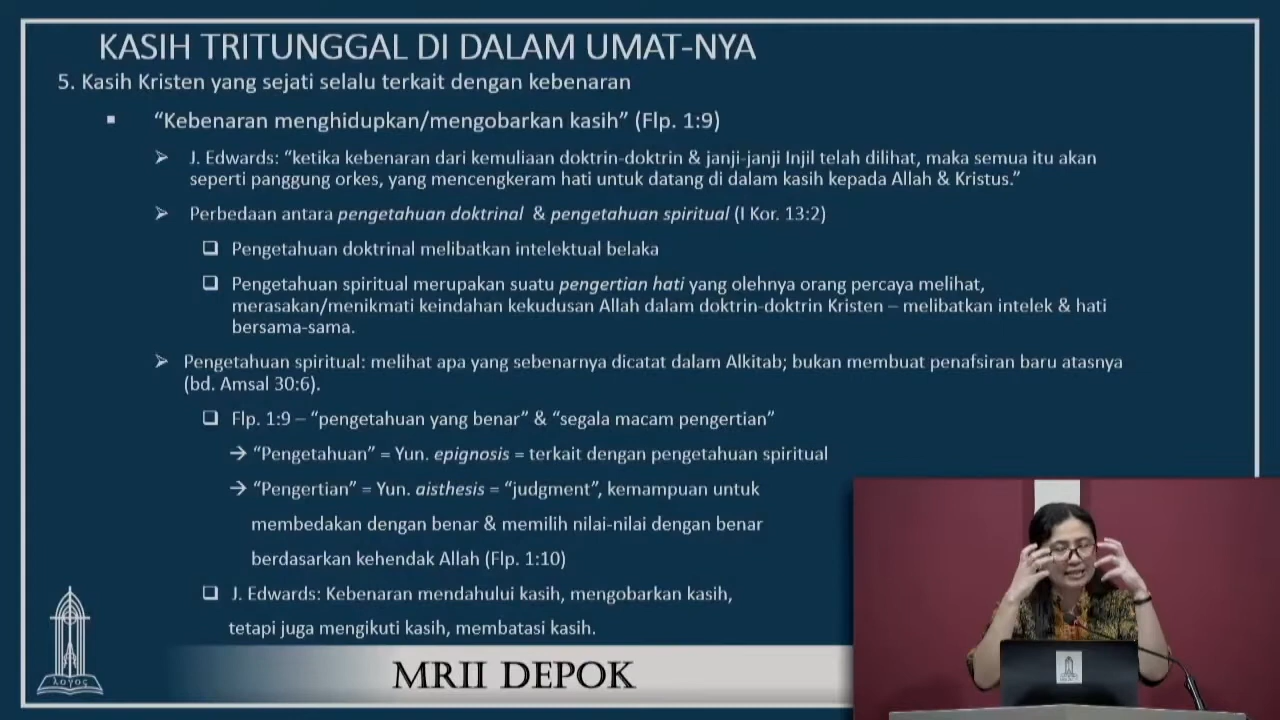 KASIH TRITUNGGAL DI DALAM UMAT-NYA
5. Kasih Kristen yang sejati selalu terkait dengan kebenaran
▪ “Kebenaran menghidupkan/mengobarkan kasih” (Flp. 1:9)
➢ J. Edwards: “ketika kebenaran dari kemuliaan doktrin-doktrin & janji-janji Injil telah dilihat, maka semua itu akan
seperti panggung orkes, yang mencengkeram hati untuk datang di dalam kasih kepada Allah & Kristus.”
➢ Perbedaan antara pengetahuan doktrinal & pengetahuan spiritual (I Kor. 13:2)
❑ Pengetahuan doktrinal melibatkan intelektual belaka
❑ Pengetahuan spiritual merupakan suatu pengertian hati yang olehnya orang percaya melihat,
merasakan/menikmati keindahan kekudusan Allah dalam doktrin-doktrin Kristen – melibatkan intelek & hati
bersama-sama.
➢ Pengetahuan spiritual: melihat apa yang sebenarnya dicatat dalam Alkitab; bukan membuat penafsiran baru atasnya
(bd. Amsal 30:6).
❑ Flp. 1:9 – “pengetahuan yang benar” & “segala macam pengertian”
→ “Pengetahuan” = Yun. epignosis = terkait dengan pengetahuan spiritual
→ “Pengertian” = Yun. aisthesis = “judgment”, kemampuan untuk
membedakan dengan benar & memilih nilai-nilai dengan benar
berdasarkan kehendak Allah (Flp. 1:10)
❑ J. Edwards: Kebenaran mendahului kasih, mengobarkan kasih,
tetapi juga mengikuti kasih, membatasi kasih.
λογος
MRII DEPOK